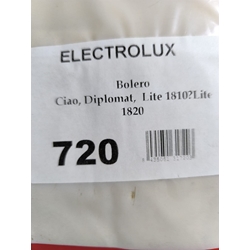 ELECTROLUX
Bolero
Ciao, Diplomat, Lite 1810?Lite
1820
720